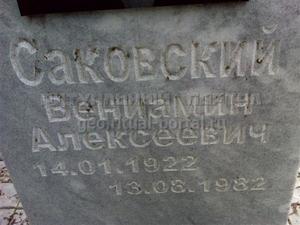 Саковский
Вениамин
Алексеевич
14.01.1922
13.08.1982